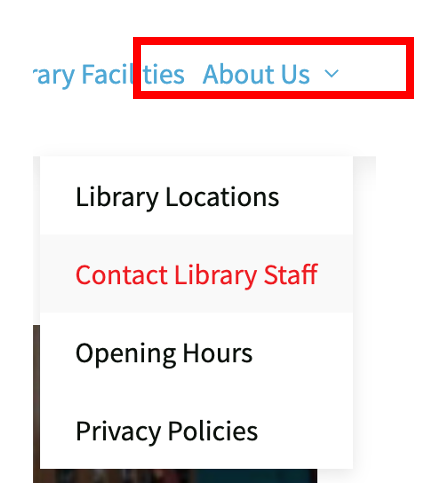 rary Facilities About Us
Library Locations
Contact Library Staff
Opening Hours
Privacy Policies